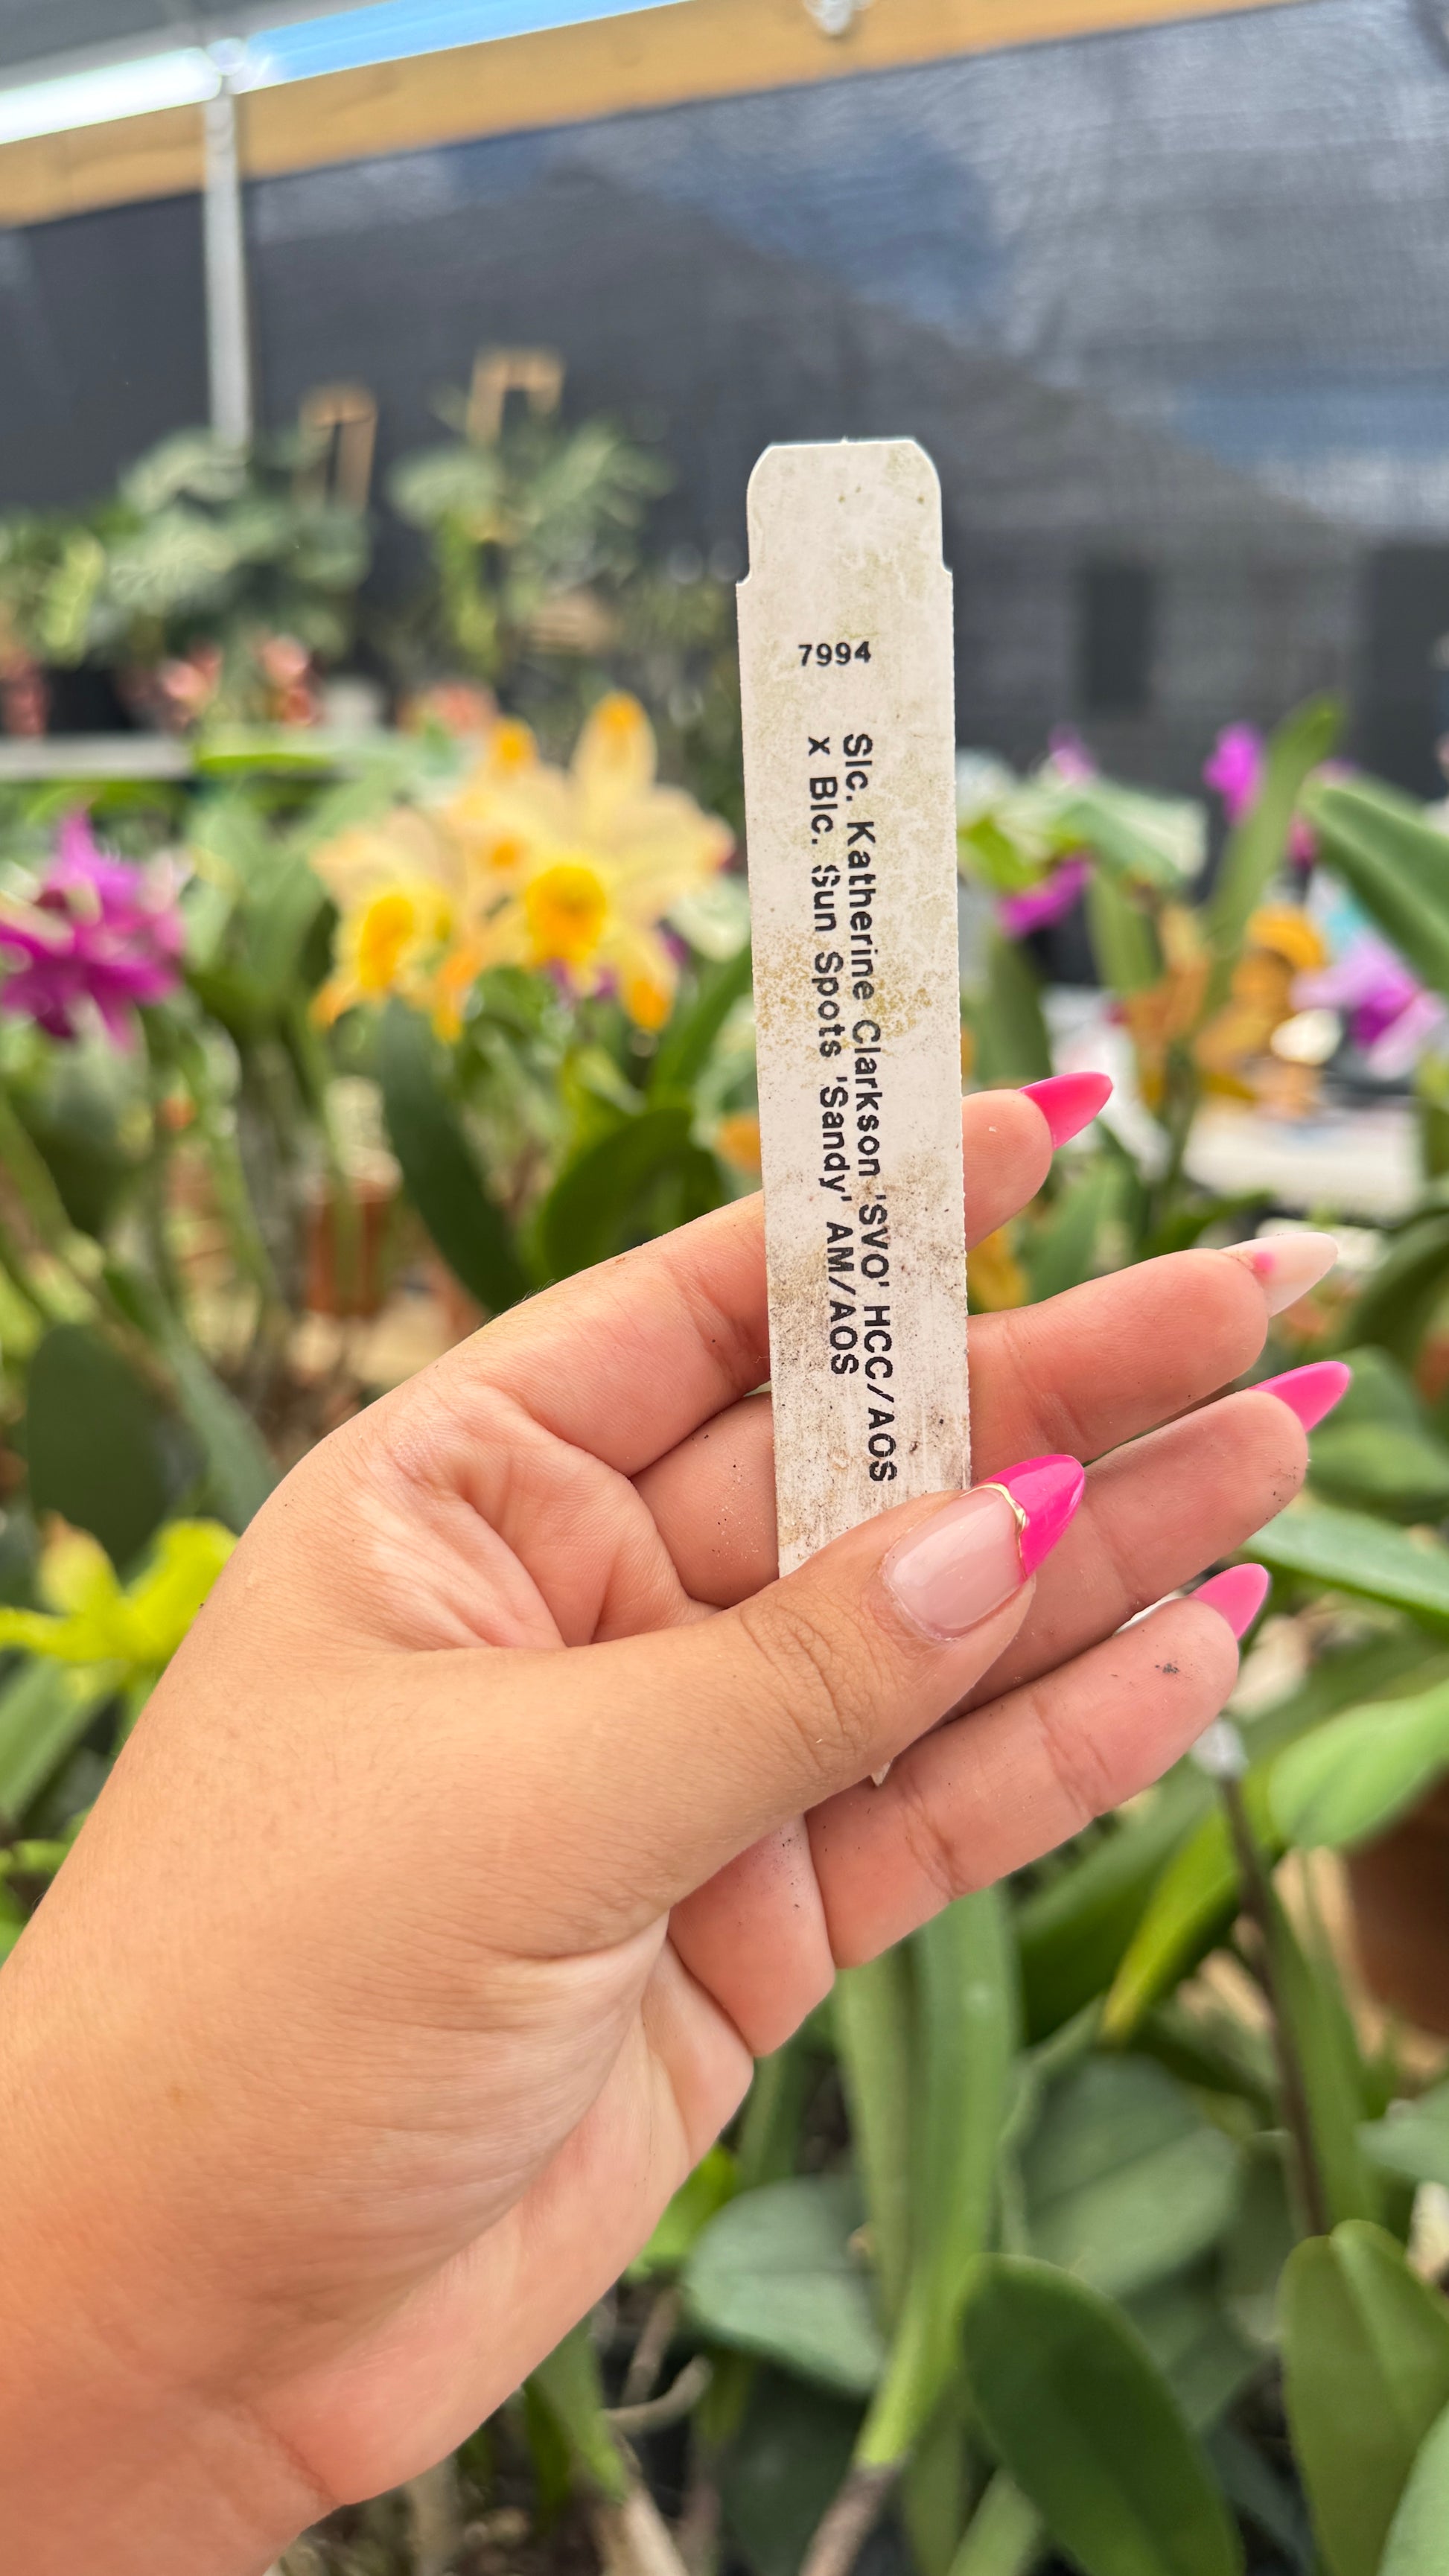 7994
Slc. Katherine Clarkson 'SVO' HCC/AOS
x Blc. Sun Spots 'Sandy' AM/AOS